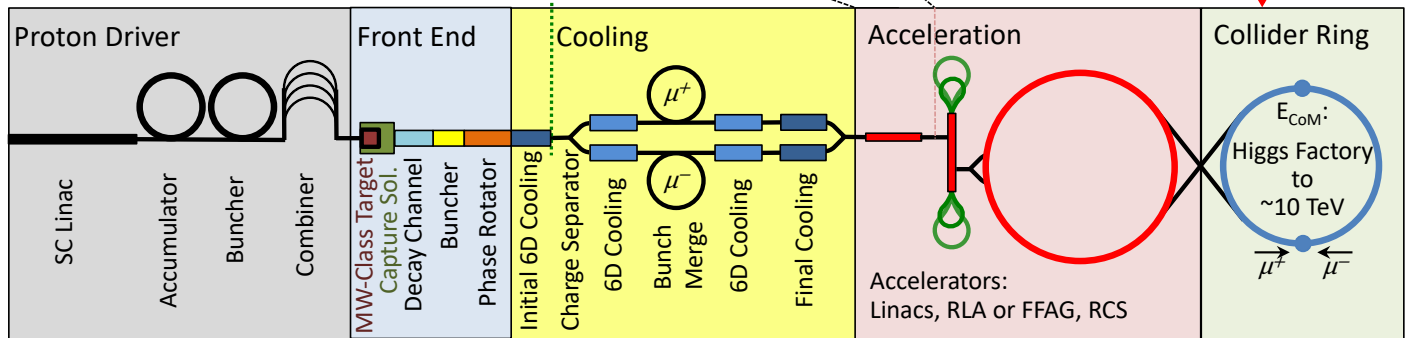 Proton Driver
Front End
Cooling
Acceleration
Collider Ring
SC Linac
Accumulator
Buncher
Combiner
MW-Class Target
Capture Sol.
Decay Channel
Buncher
Phase Rotator
Initial 6D Cooling
Charge Separator
6D Cooling
μ+
μ−
Bunch
Merge
6D Cooling
Final Cooling
Accelerators:
Linacs, RLA or FFAG, RCS
ECoM:
Higgs Factory
to
~10 TeV
μ+ μ−